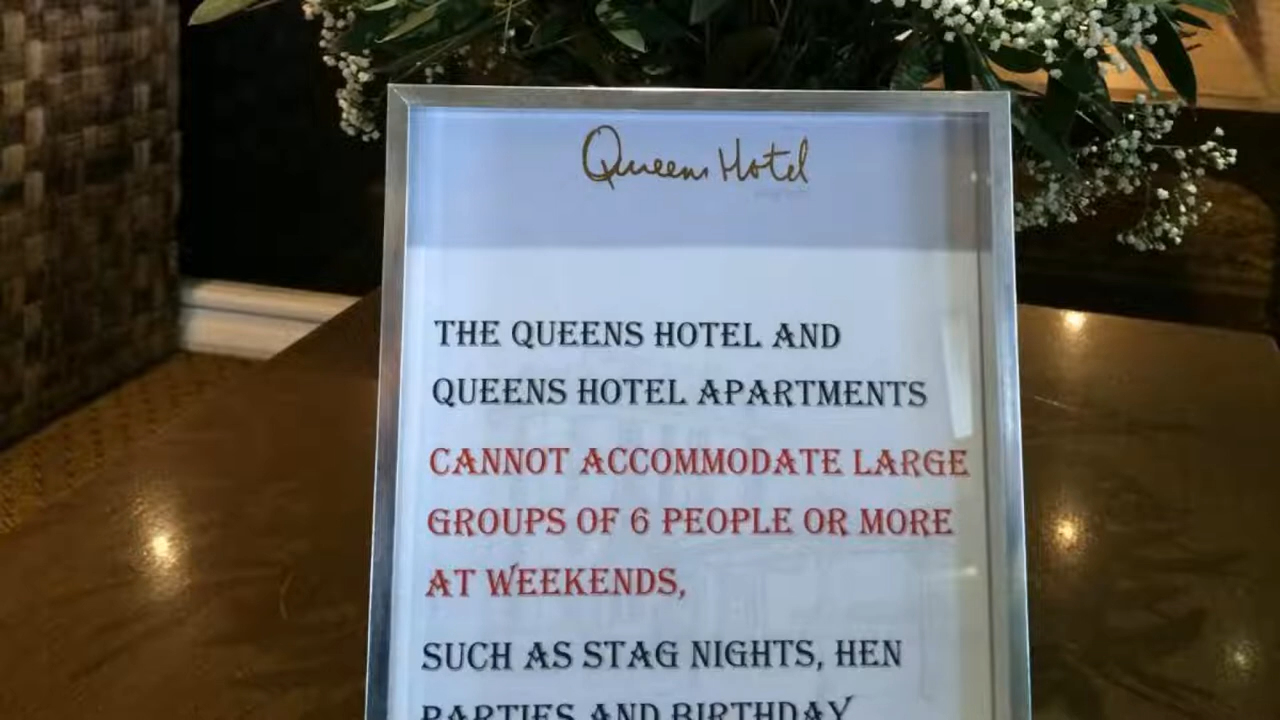 Queens Hotel
THE QUEENS HOTEL AND
QUEENS HOTEL APARTMENTS
CANNOT ACCOMMODATE LARGE
GROUPS OF 6 PEOPLE OR MORE
AT WEEKENDS,
SUCH AS STAG NIGHTS, HEN
PARTIES AND BIRTHDAY